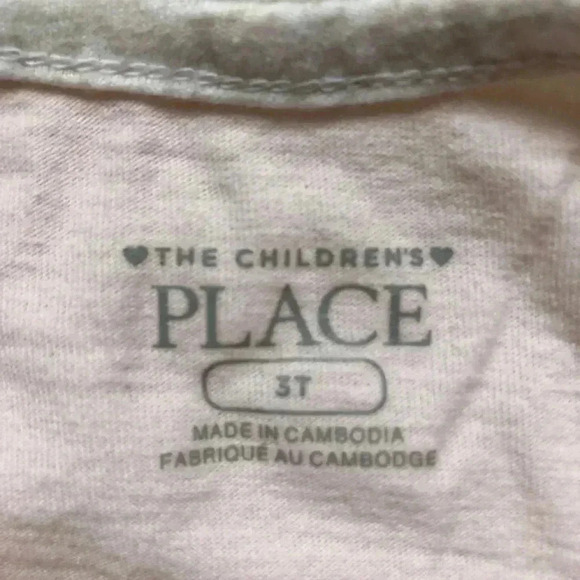 ♥THE CHILDREN'S♥
PLACE
3T
MADE IN CAMBODIA
FABRIQUÉ AU CAMBODGE